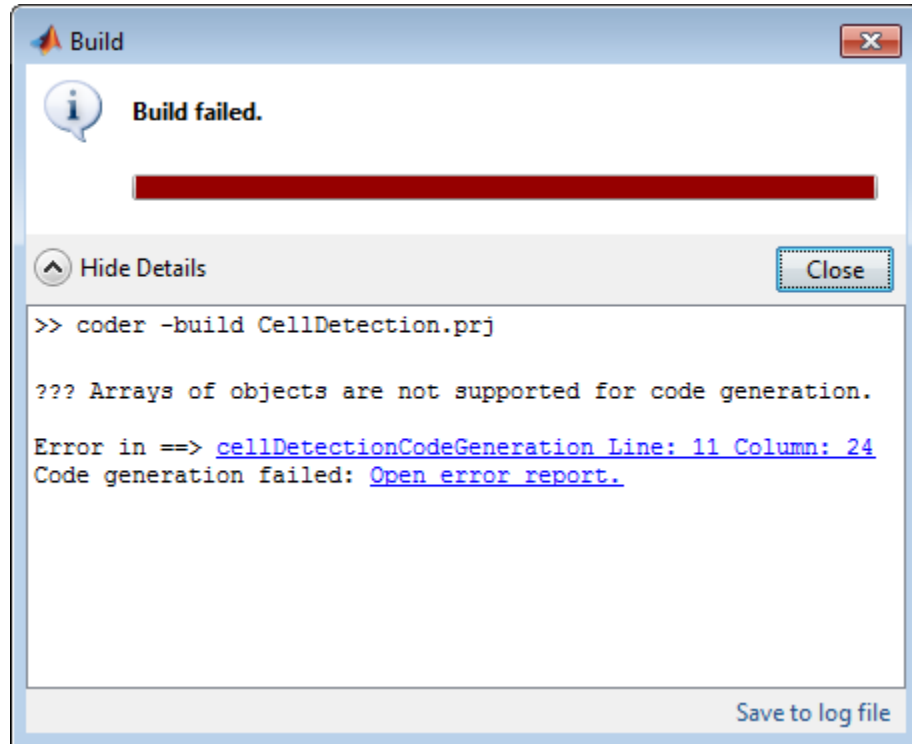 Build
Build failed.
Hide Details
Close
>> coder -build CellDetection.prj
??? Arrays of objects are not supported for code generation.
Error in ==> cellDetectionCodeGeneration Line: 11 Column: 24
Code generation failed: Open error report.
Save to log file